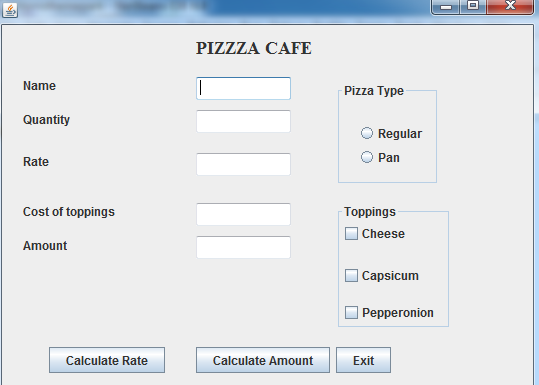 PIZZZA CAFE
Name
Pizza Type
Quantity
Regular
Pan
Rate
Cost of toppings
Toppings
Cheese
Amount
Capsicum
Pepperonion
Calculate Rate
Calculate Amount
Exit